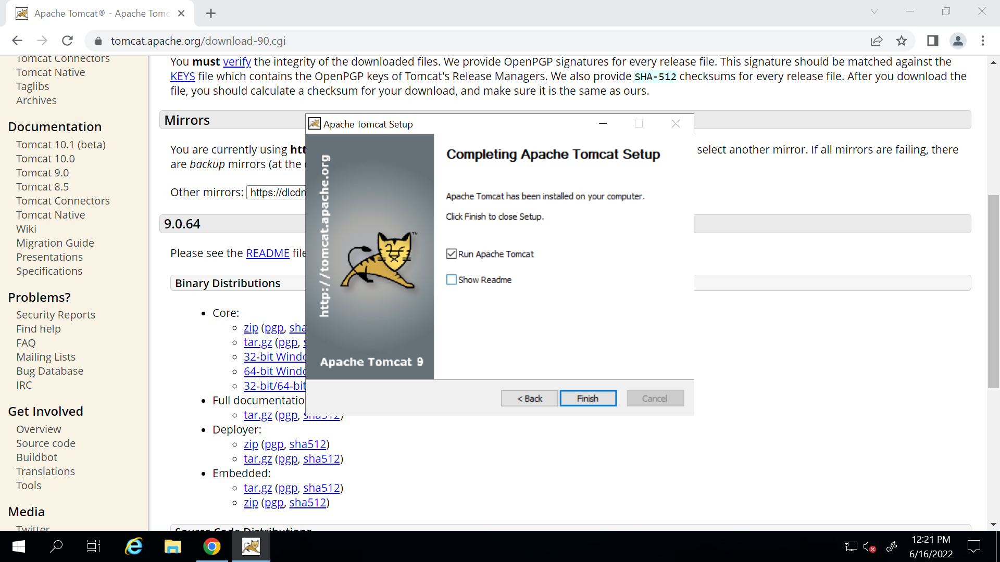 Apache Tomcat® - Apache Tomc
tomcat.apache.org/download-90.cgi
Tomcat Connectors
Tomcat Native
Taglibs
Archives
Documentation
Tomcat 10.1 (beta)
Tomcat 10.0
Tomcat 9.0
Tomcat 8.5
Tomcat Connectors
Tomcat Native
Wiki
Migration Guide
Presentations
Specifications
Problems?
Security Reports
Find help
FAQ
Mailing Lists
Bug Database
IRC
Get Involved
Overview
Source code
Buildbot
Translations
Tools
Media
Twitter
You must verify the integrity of the downloaded files. We provide OpenPGP signatures for every release file. This signature should be matched against the
KEYS file which contains the OpenPGP keys of Tomcat's Release Managers. We also provide SHA-512 checksums for every release file. After you download the
file, you should calculate a checksum for your download, and make sure it is the same as ours.
Mirrors
You are currently using htt select another mirror. If all mirrors are failing, there
are backup mirrors (at the
Other mirrors: https://dlcdn
9.0.64
Please see the README file
Binary Distributions
Core:
zip (pgp, sha
tar.gz (pgp, s
32-bit Windo
64-bit Windo
32-bit/64-bit
Full documentatio
tar.gz (pgp, sha512)
Deployer:
zip (pgp, sha512)
tar.gz (pgp, sha512)
Embedded:
tar.gz (pgp, sha512)
zip (pgp, sha512)
Source Code Distributions
Apache Tomcat Setup
http://tomcat.apache.org
TM
Apache Tomcat 9
Completing Apache Tomcat Setup
Apache Tomcat has been installed on your computer.
Click Finish to close Setup.
Run Apache Tomcat
Show Readme
< Back Finish Cancel
12:21 PM
6/16/2022